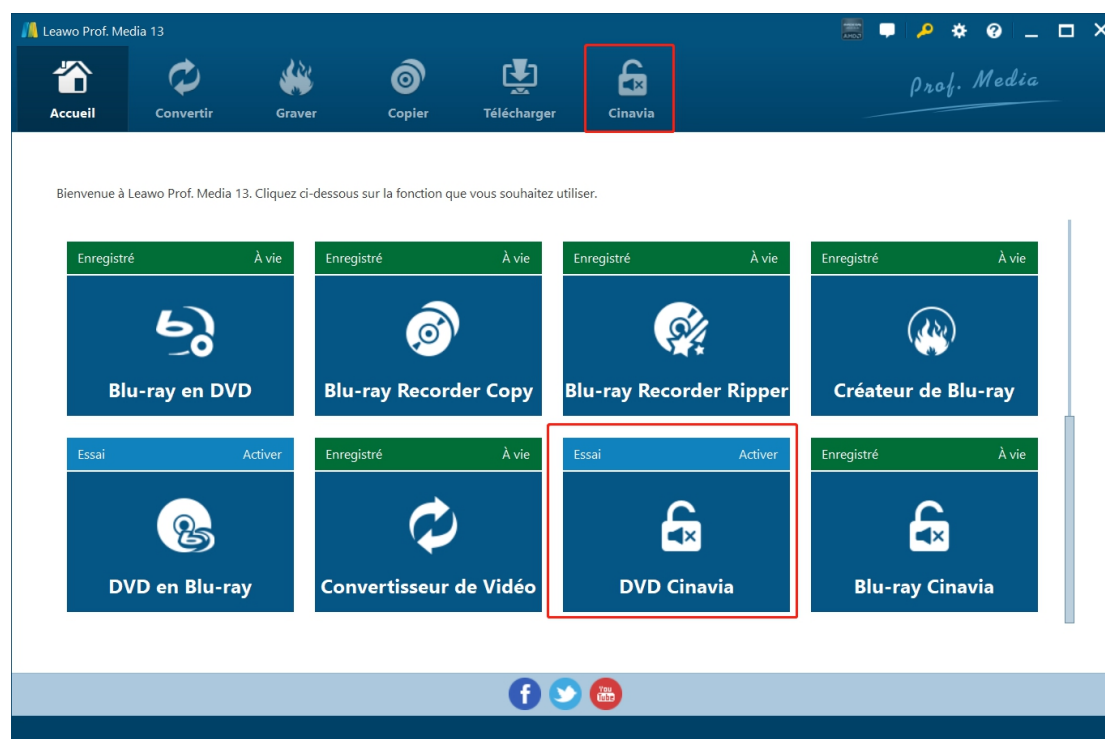 Leawo Prof. Media 13
Accueil
Convertir
Graver
Copier
Télécharger
Cinavia
Prof. Media
Bienvenue à Leawo Prof. Media 13. Cliquez ci-dessous sur la fonction que vous souhaitez utiliser.
Enregistré À vie
Enregistré À vie
Enregistré À vie
Enregistré À vie
Blu-ray en DVD
Blu-ray Recorder Copy
Blu-ray Recorder Ripper
Créateur de Blu-ray
Essai Activer
Enregistré À vie
Essai Activer
Enregistré À vie
DVD en Blu-ray
Convertisseur de Vidéo
DVD Cinavia
Blu-ray Cinavia
f
You
Tube